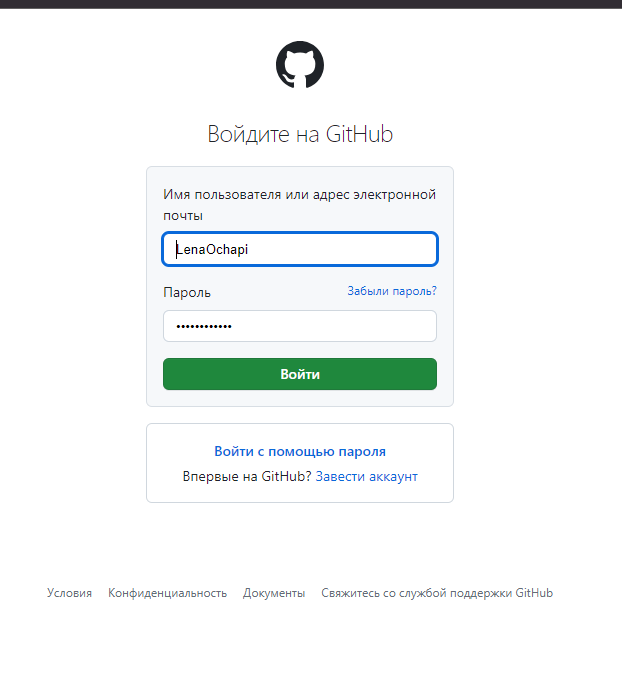 Войдите на GitHub
Имя пользователя или адрес электронной
почты
LenaOchapi
Пароль Забыли пароль?
••••••••••••
Войти
Войти с помощью пароля
Впервые на GitHub? Завести аккаунт
Условия Конфиденциальность Документы Свяжитесь со службой поддержки GitHub